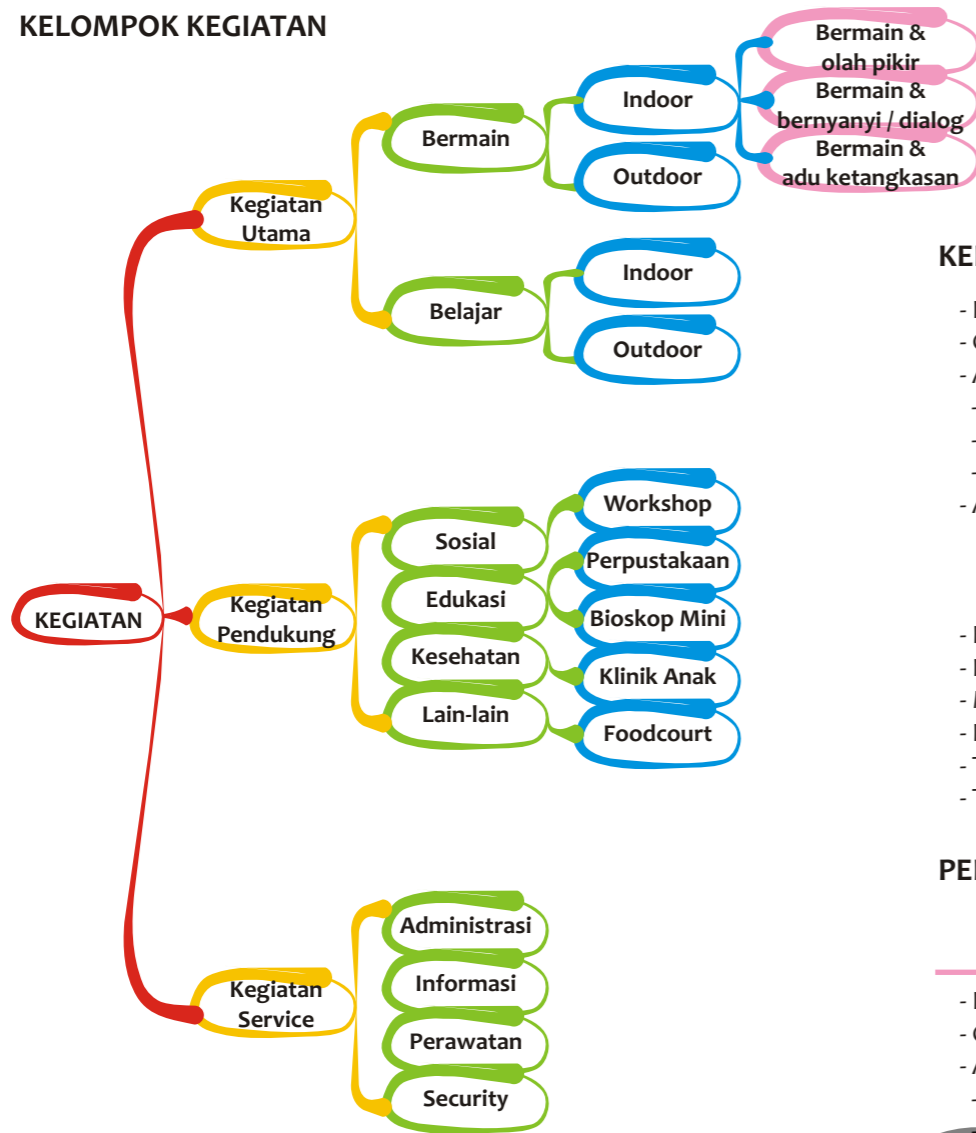 KELOMPOK KEGIATAN
KEGIATAN
Kegiatan
Utama
Bermain
Indoor
Bermain &
olah pikir
Bermain &
bernyanyi / dialog
Bermain &
adu ketangkasan
Outdoor
Belajar
Indoor
Outdoor
Kegiatan
Pendukung
Sosial
Workshop
Edukasi
Perpustakaan
Bioskop Mini
Kesehatan
Klinik Anak
Lain-lain
Foodcourt
Kegiatan
Service
Administrasi
Informasi
Perawatan
Security